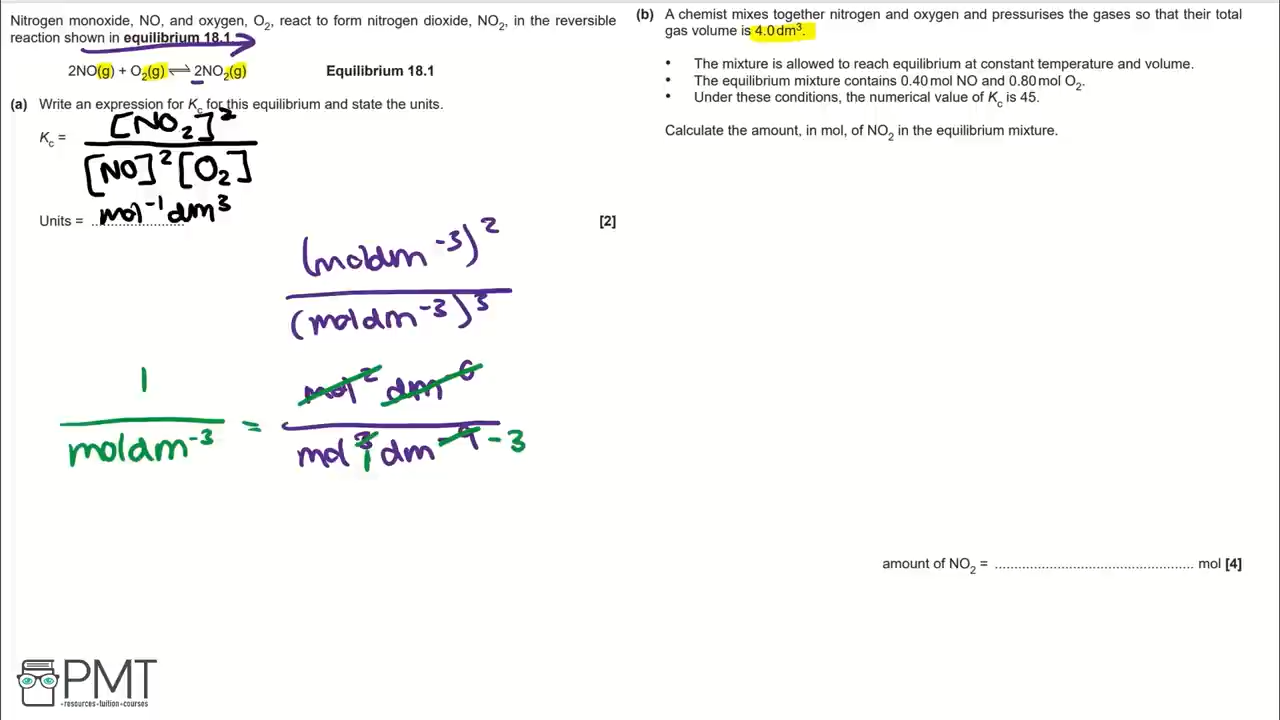 Nitrogen monoxide, NO, and oxygen, O₂, react to form nitrogen dioxide, NO₂, in the reversible
reaction shown in equilibrium 18.1.
2NO(g) + O₂(g) ⇌ 2NO₂(g) Equilibrium 18.1
(a) Write an expression for Kc for this equilibrium and state the units.
Kc =
[NO₂]²
[NO]² [O₂]
Units = mol⁻¹dm³ [2]
(moldm⁻³)²
(moldm⁻³)³
mol² dm⁻⁶
1
=
mol³ dm⁻⁹ -3
1
moldm⁻³
(b) A chemist mixes together nitrogen and oxygen and pressurises the gases so that their total
gas volume is 4.0 dm³.
• The mixture is allowed to reach equilibrium at constant temperature and volume.
• The equilibrium mixture contains 0.40 mol NO and 0.80 mol O₂.
• Under these conditions, the numerical value of Kc is 45.
Calculate the amount, in mol, of NO₂ in the equilibrium mixture.
amount of NO₂ = .................................................. mol [4]
PMT
•resources•tuition•courses